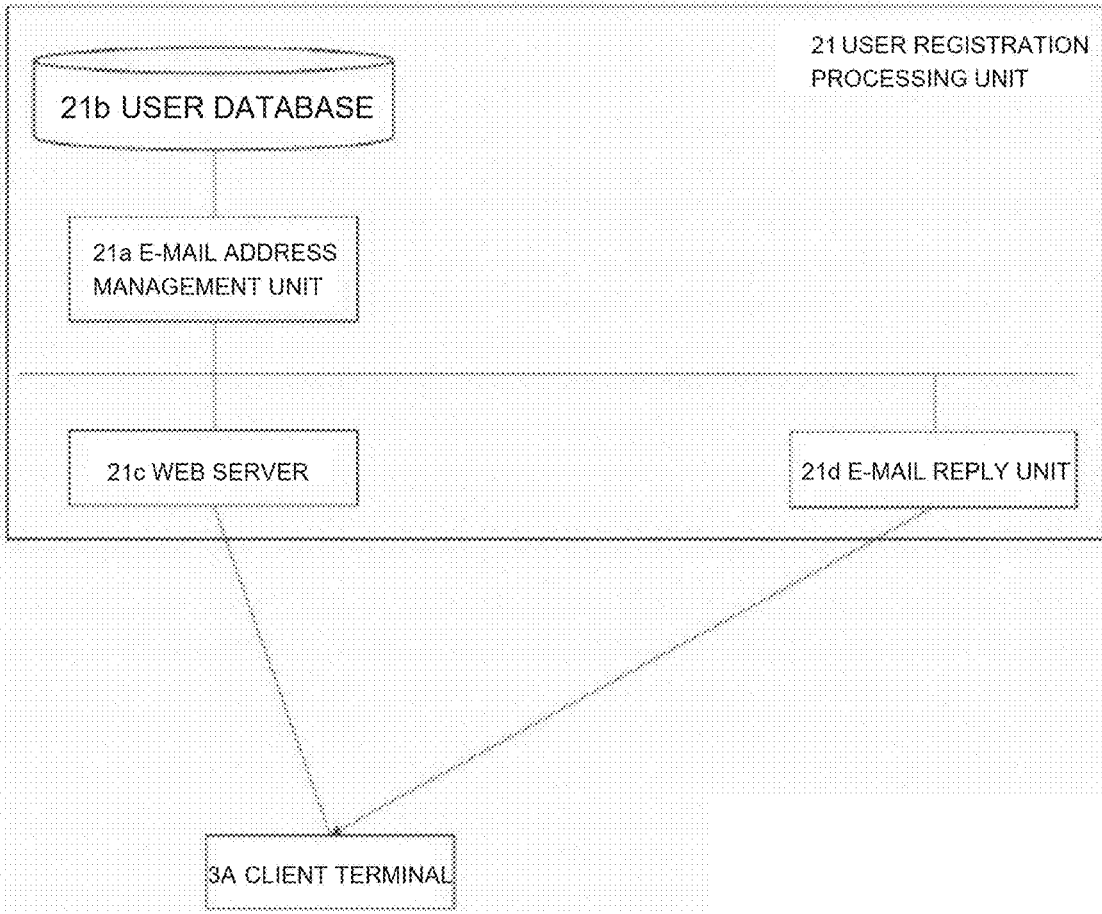 21 USER REGISTRATION
PROCESSING UNIT
21b USER DATABASE
21a E-MAIL ADDRESS
MANAGEMENT UNIT
21c WEB SERVER
21d E-MAIL REPLY UNIT
3A CLIENT TERMINAL